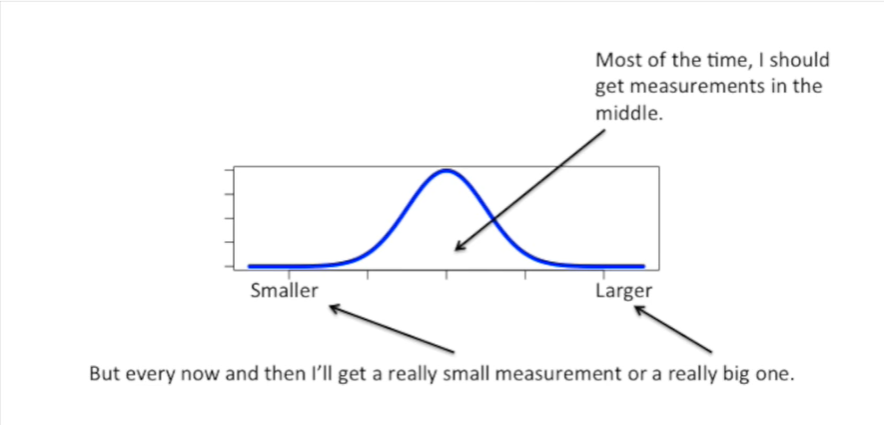 Most of the time, I should
get measurements in the
middle.
Smaller
Larger
But every now and then I’ll get a really small measurement or a really big one.